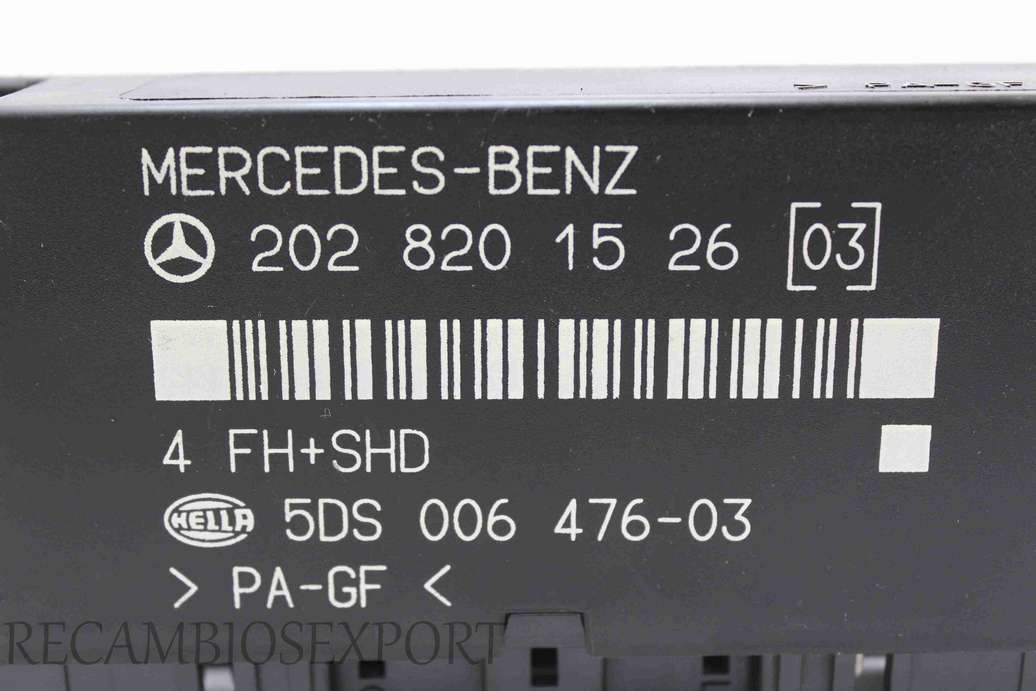 MERCEDES-BENZ
202 820 15 26 [03]
4 FH+SHD
HELLA 5DS 006 476-03
> PA-GF <
RECAMBIOSEXPORT